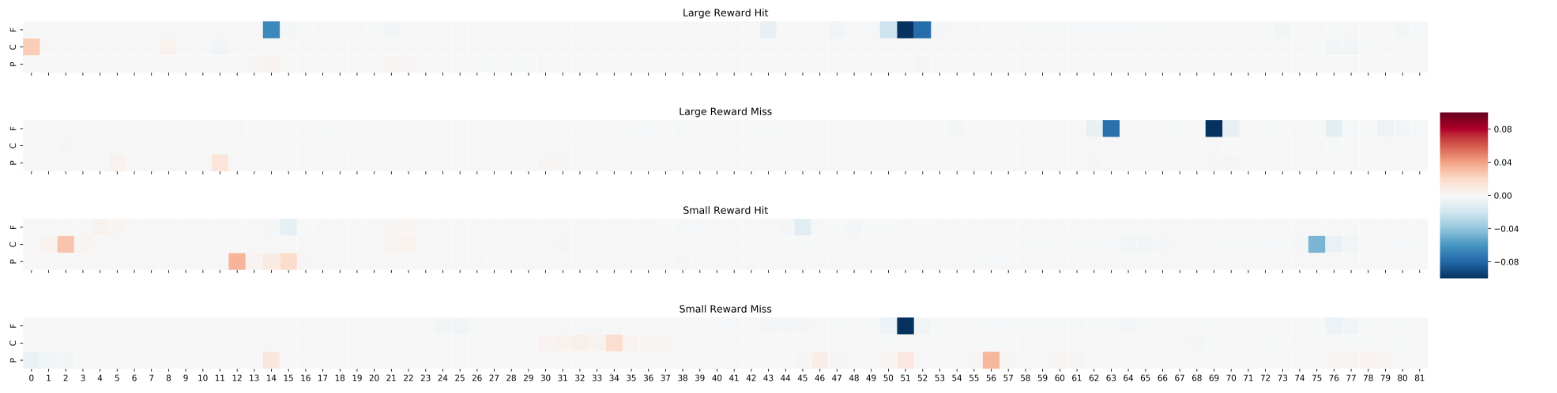 Large Reward Hit
F
C
P
Large Reward Miss
F
C
P
0.08
0.04
0.00
−0.04
−0.08
Small Reward Hit
F
C
P
Small Reward Miss
F
C
P
0 1 2 3 4 5 6 7 8 9 10 11 12 13 14 15 16 17 18 19 20 21 22 23 24 25 26 27 28 29 30 31 32 33 34 35 36 37 38 39 40 41 42 43 44 45 46 47 48 49 50 51 52 53 54 55 56 57 58 59 60 61 62 63 64 65 66 67 68 69 70 71 72 73 74 75 76 77 78 79 80 81